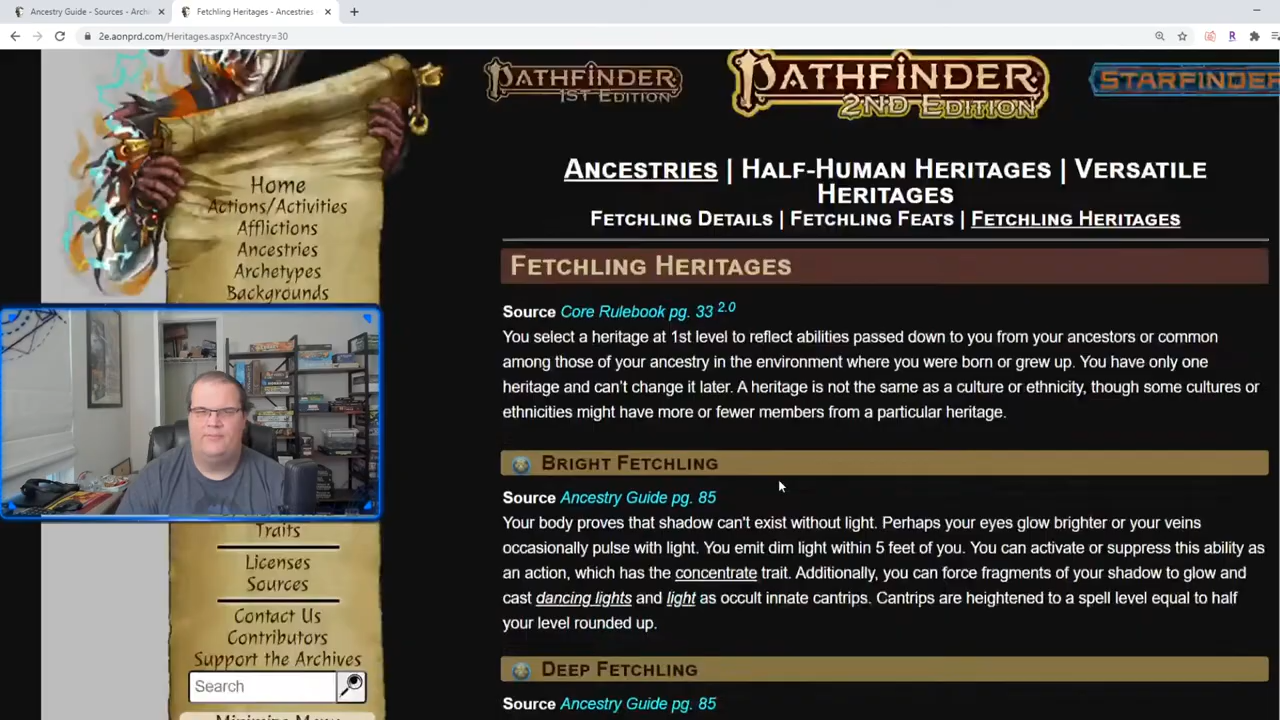 Ancestry Guide - Sources - Arch
Fetchling Heritages - Ancestries
2e.aonprd.com/Heritages.aspx?Ancestry=30
PATHFINDER
1ST EDITION
PATHFINDER
2ND EDITION
STARFINDER
ANCESTRIES | HALF-HUMAN HERITAGES | VERSATILE
HERITAGES
FETCHLING DETAILS | FETCHLING FEATS | FETCHLING HERITAGES
Home
Actions/Activities
Afflictions
Ancestries
Archetypes
Backgrounds
Traits
Licenses
Sources
Contact Us
Contributors
Support the Archives
Search
Minimize Menu
FETCHLING HERITAGES
Source Core Rulebook pg. 33 2.0
You select a heritage at 1st level to reflect abilities passed down to you from your ancestors or common
among those of your ancestry in the environment where you were born or grew up. You have only one
heritage and can't change it later. A heritage is not the same as a culture or ethnicity, though some cultures or
ethnicities might have more or fewer members from a particular heritage.
BRIGHT FETCHLING
Source Ancestry Guide pg. 85
Your body proves that shadow can't exist without light. Perhaps your eyes glow brighter or your veins
occasionally pulse with light. You emit dim light within 5 feet of you. You can activate or suppress this ability as
an action, which has the concentrate trait. Additionally, you can force fragments of your shadow to glow and
cast dancing lights and light as occult innate cantrips. Cantrips are heightened to a spell level equal to half
your level rounded up.
DEEP FETCHLING
Source Ancestry Guide pg. 85